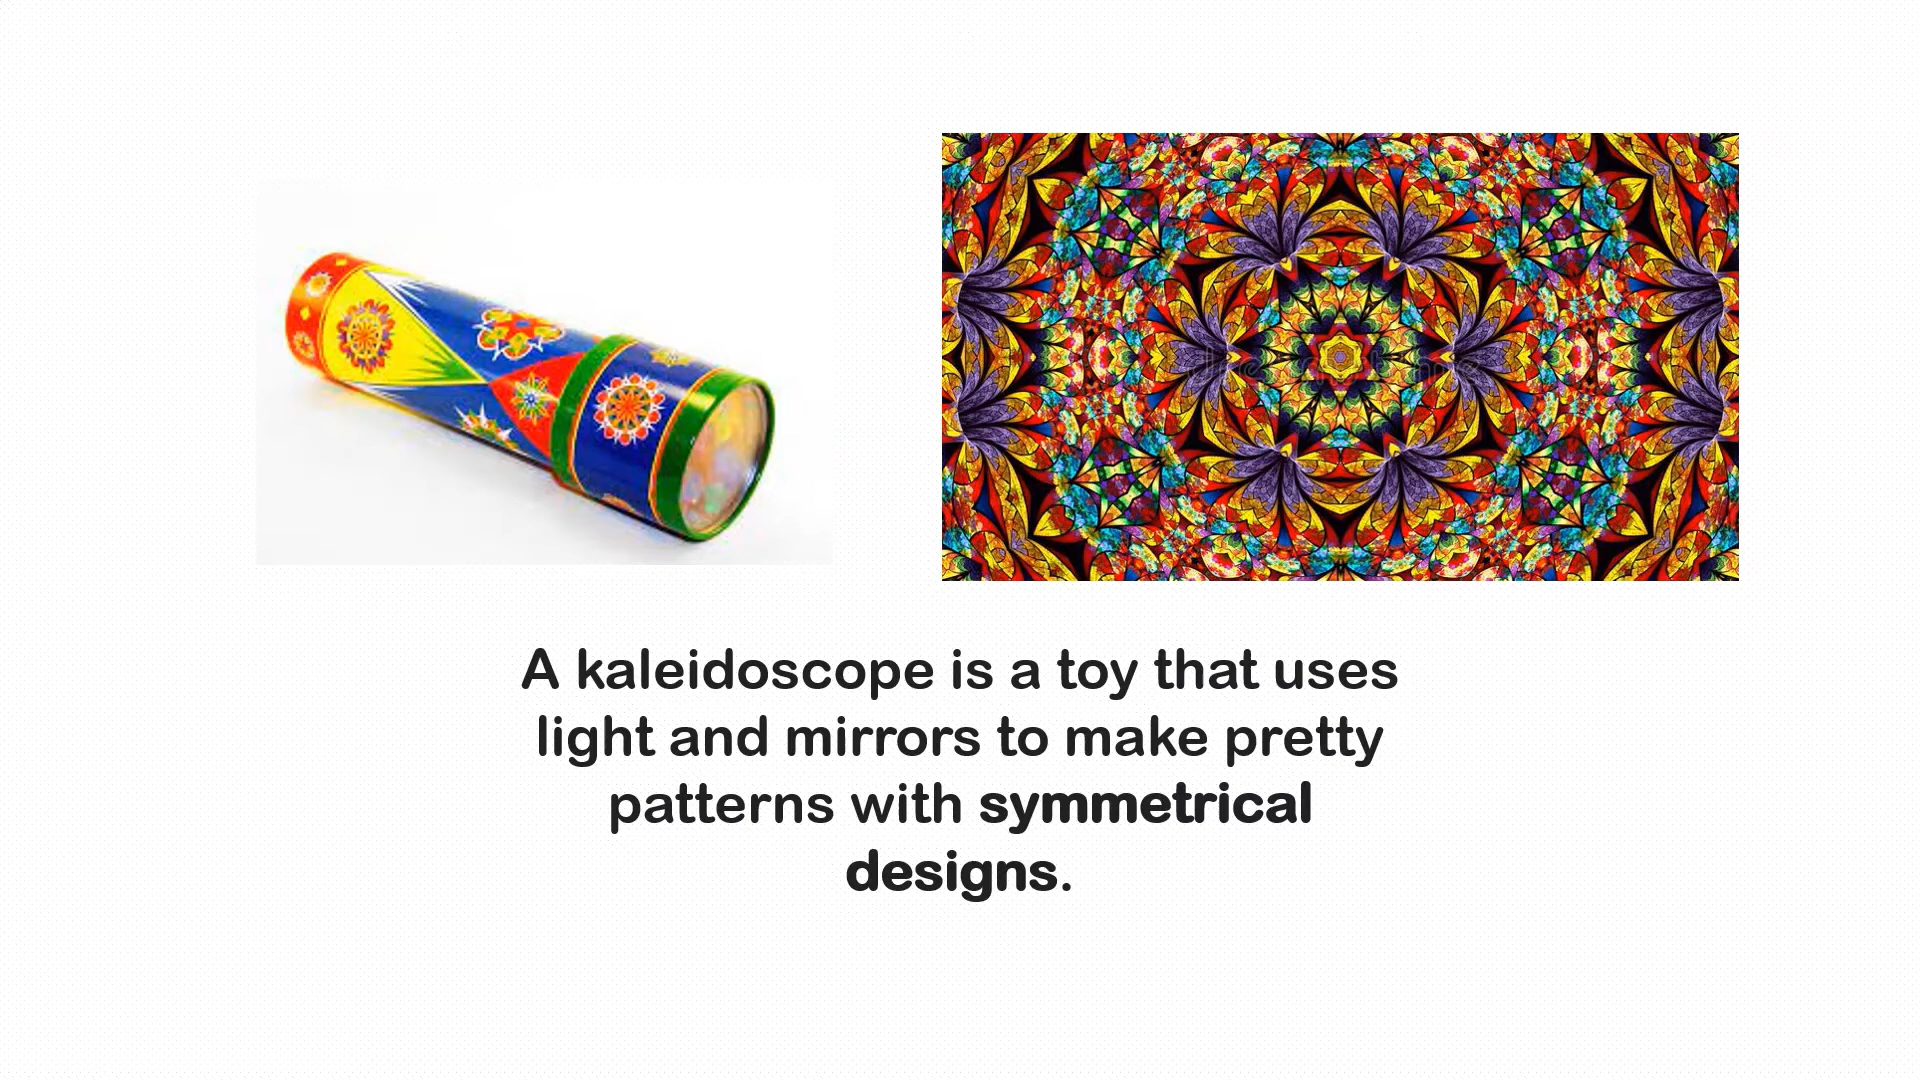 A kaleidoscope is a toy that uses
light and mirrors to make pretty
patterns with symmetrical
designs.